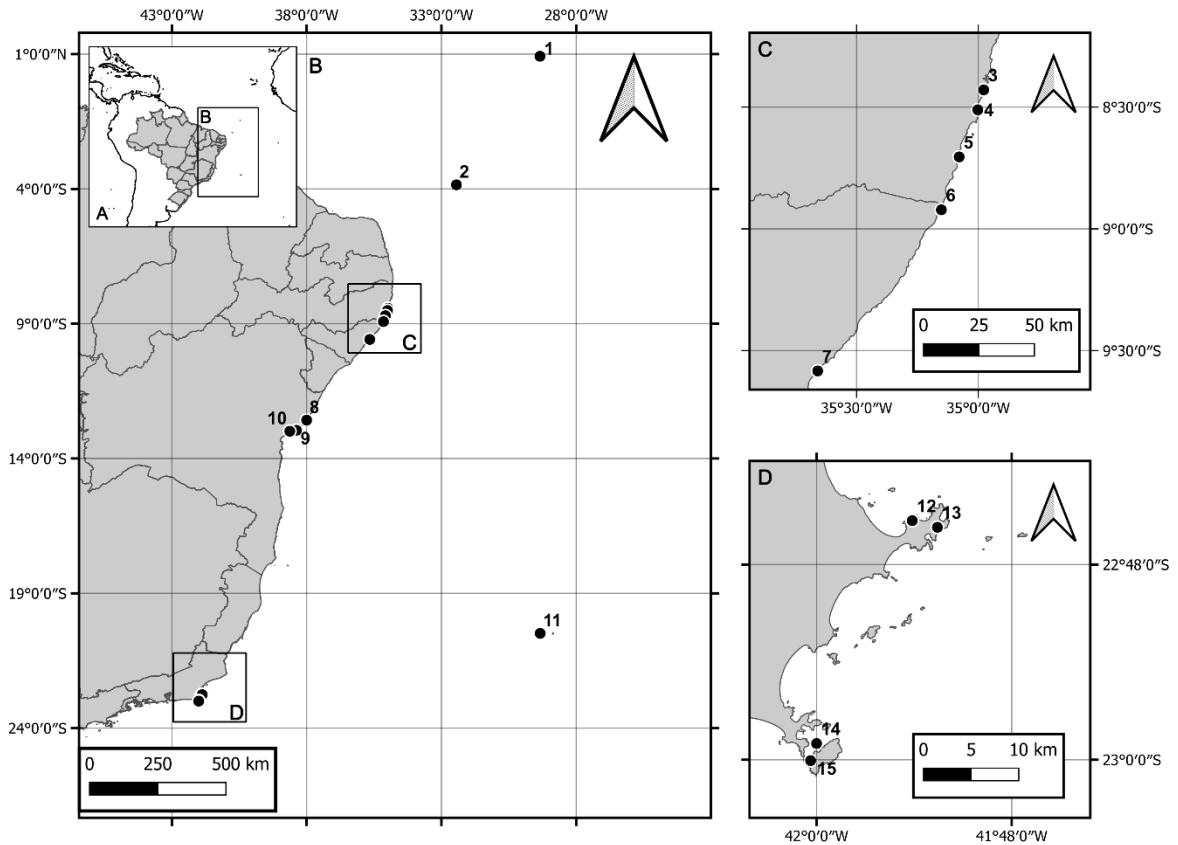 43°0′0″W 38°0′0″W 33°0′0″W 28°0′0″W
1°0′0″N
4°0′0″S
9°0′0″S
14°0′0″S
19°0′0″S
24°0′0″S
A
B
B
1
2
C
8
10
9
11
D
0 250 500 km
C
3
4
5
6
7
8°30′0″S
9°0′0″S
9°30′0″S
0 25 50 km
35°30′0″W 35°0′0″W
D
12
13
14
15
22°48′0″S
23°0′0″S
0 5 10 km
42°0′0″W 41°48′0″W